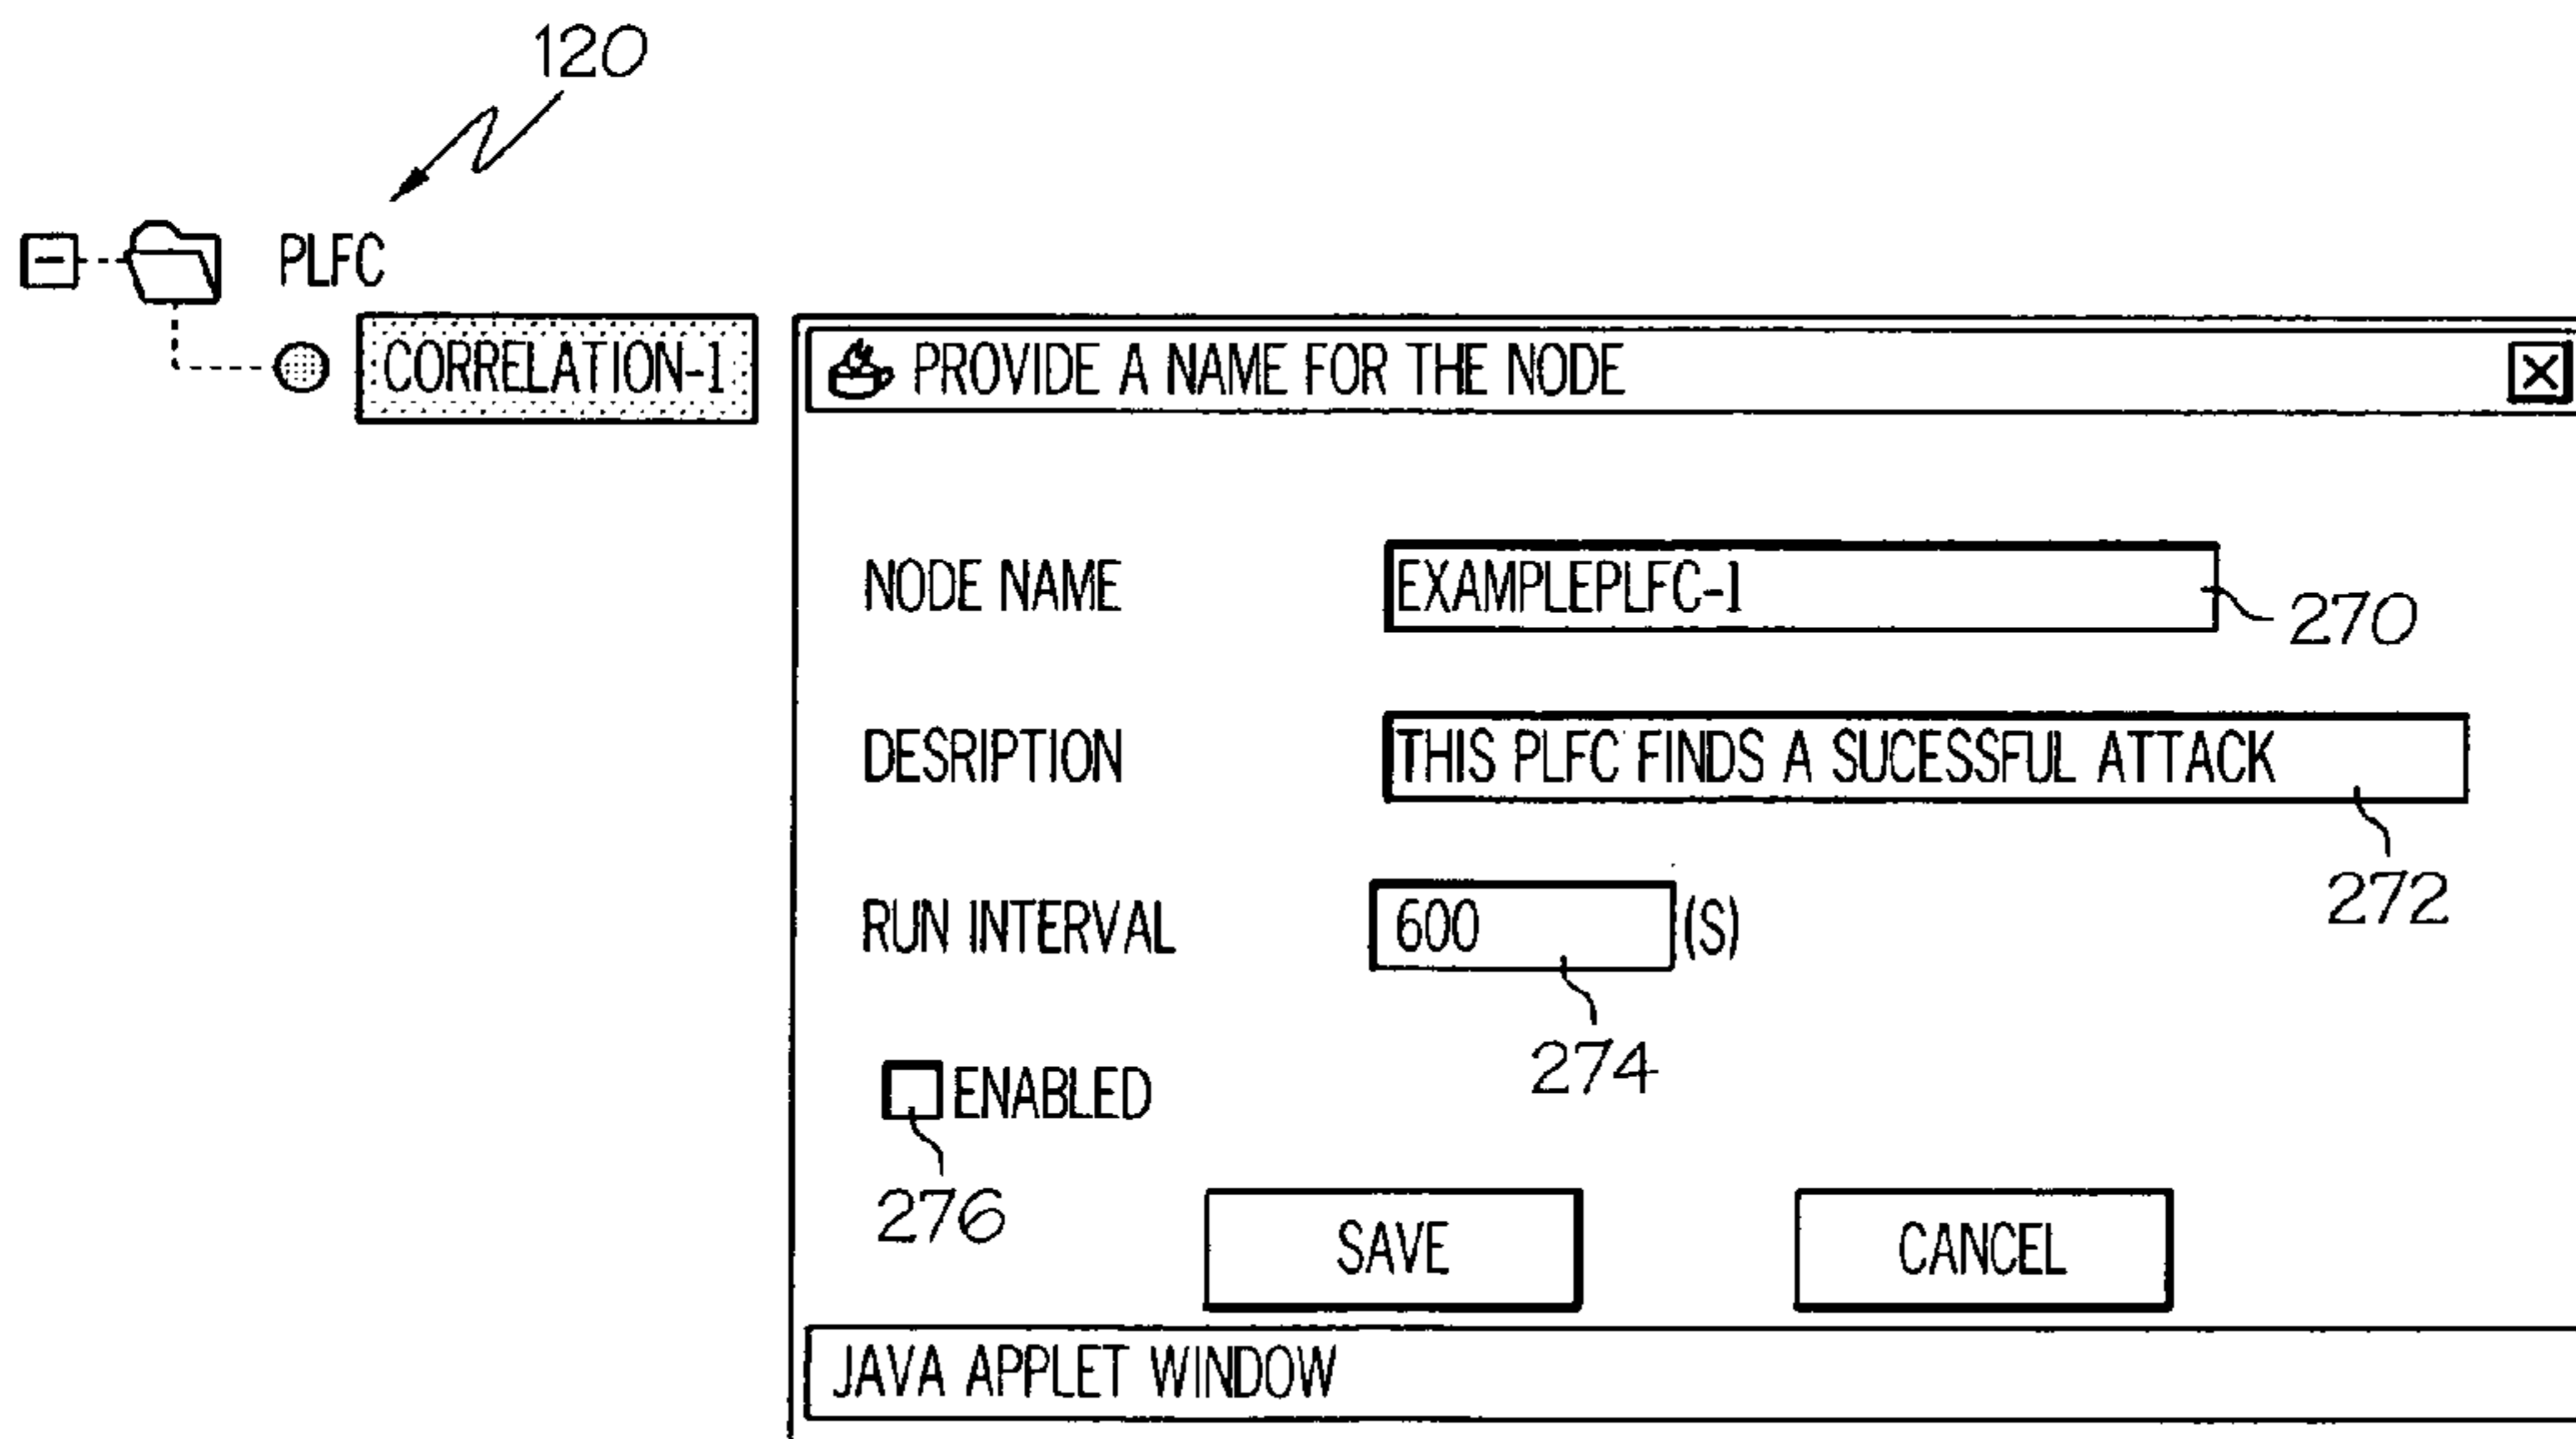 120
PLFC
CORRELATION-1
PROVIDE A NAME FOR THE NODE
NODE NAME EXAMPLEPLFC-1 270
DESRIPTION THIS PLFC FINDS A SUCESSFUL ATTACK
272
RUN INTERVAL 600 (S)
274
ENABLED
276
SAVE CANCEL
JAVA APPLET WINDOW